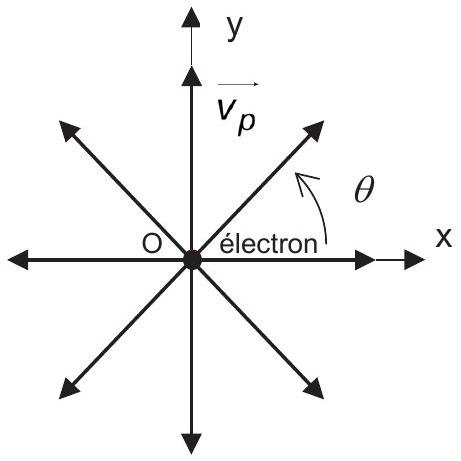 y
v_p
θ
O électron
x